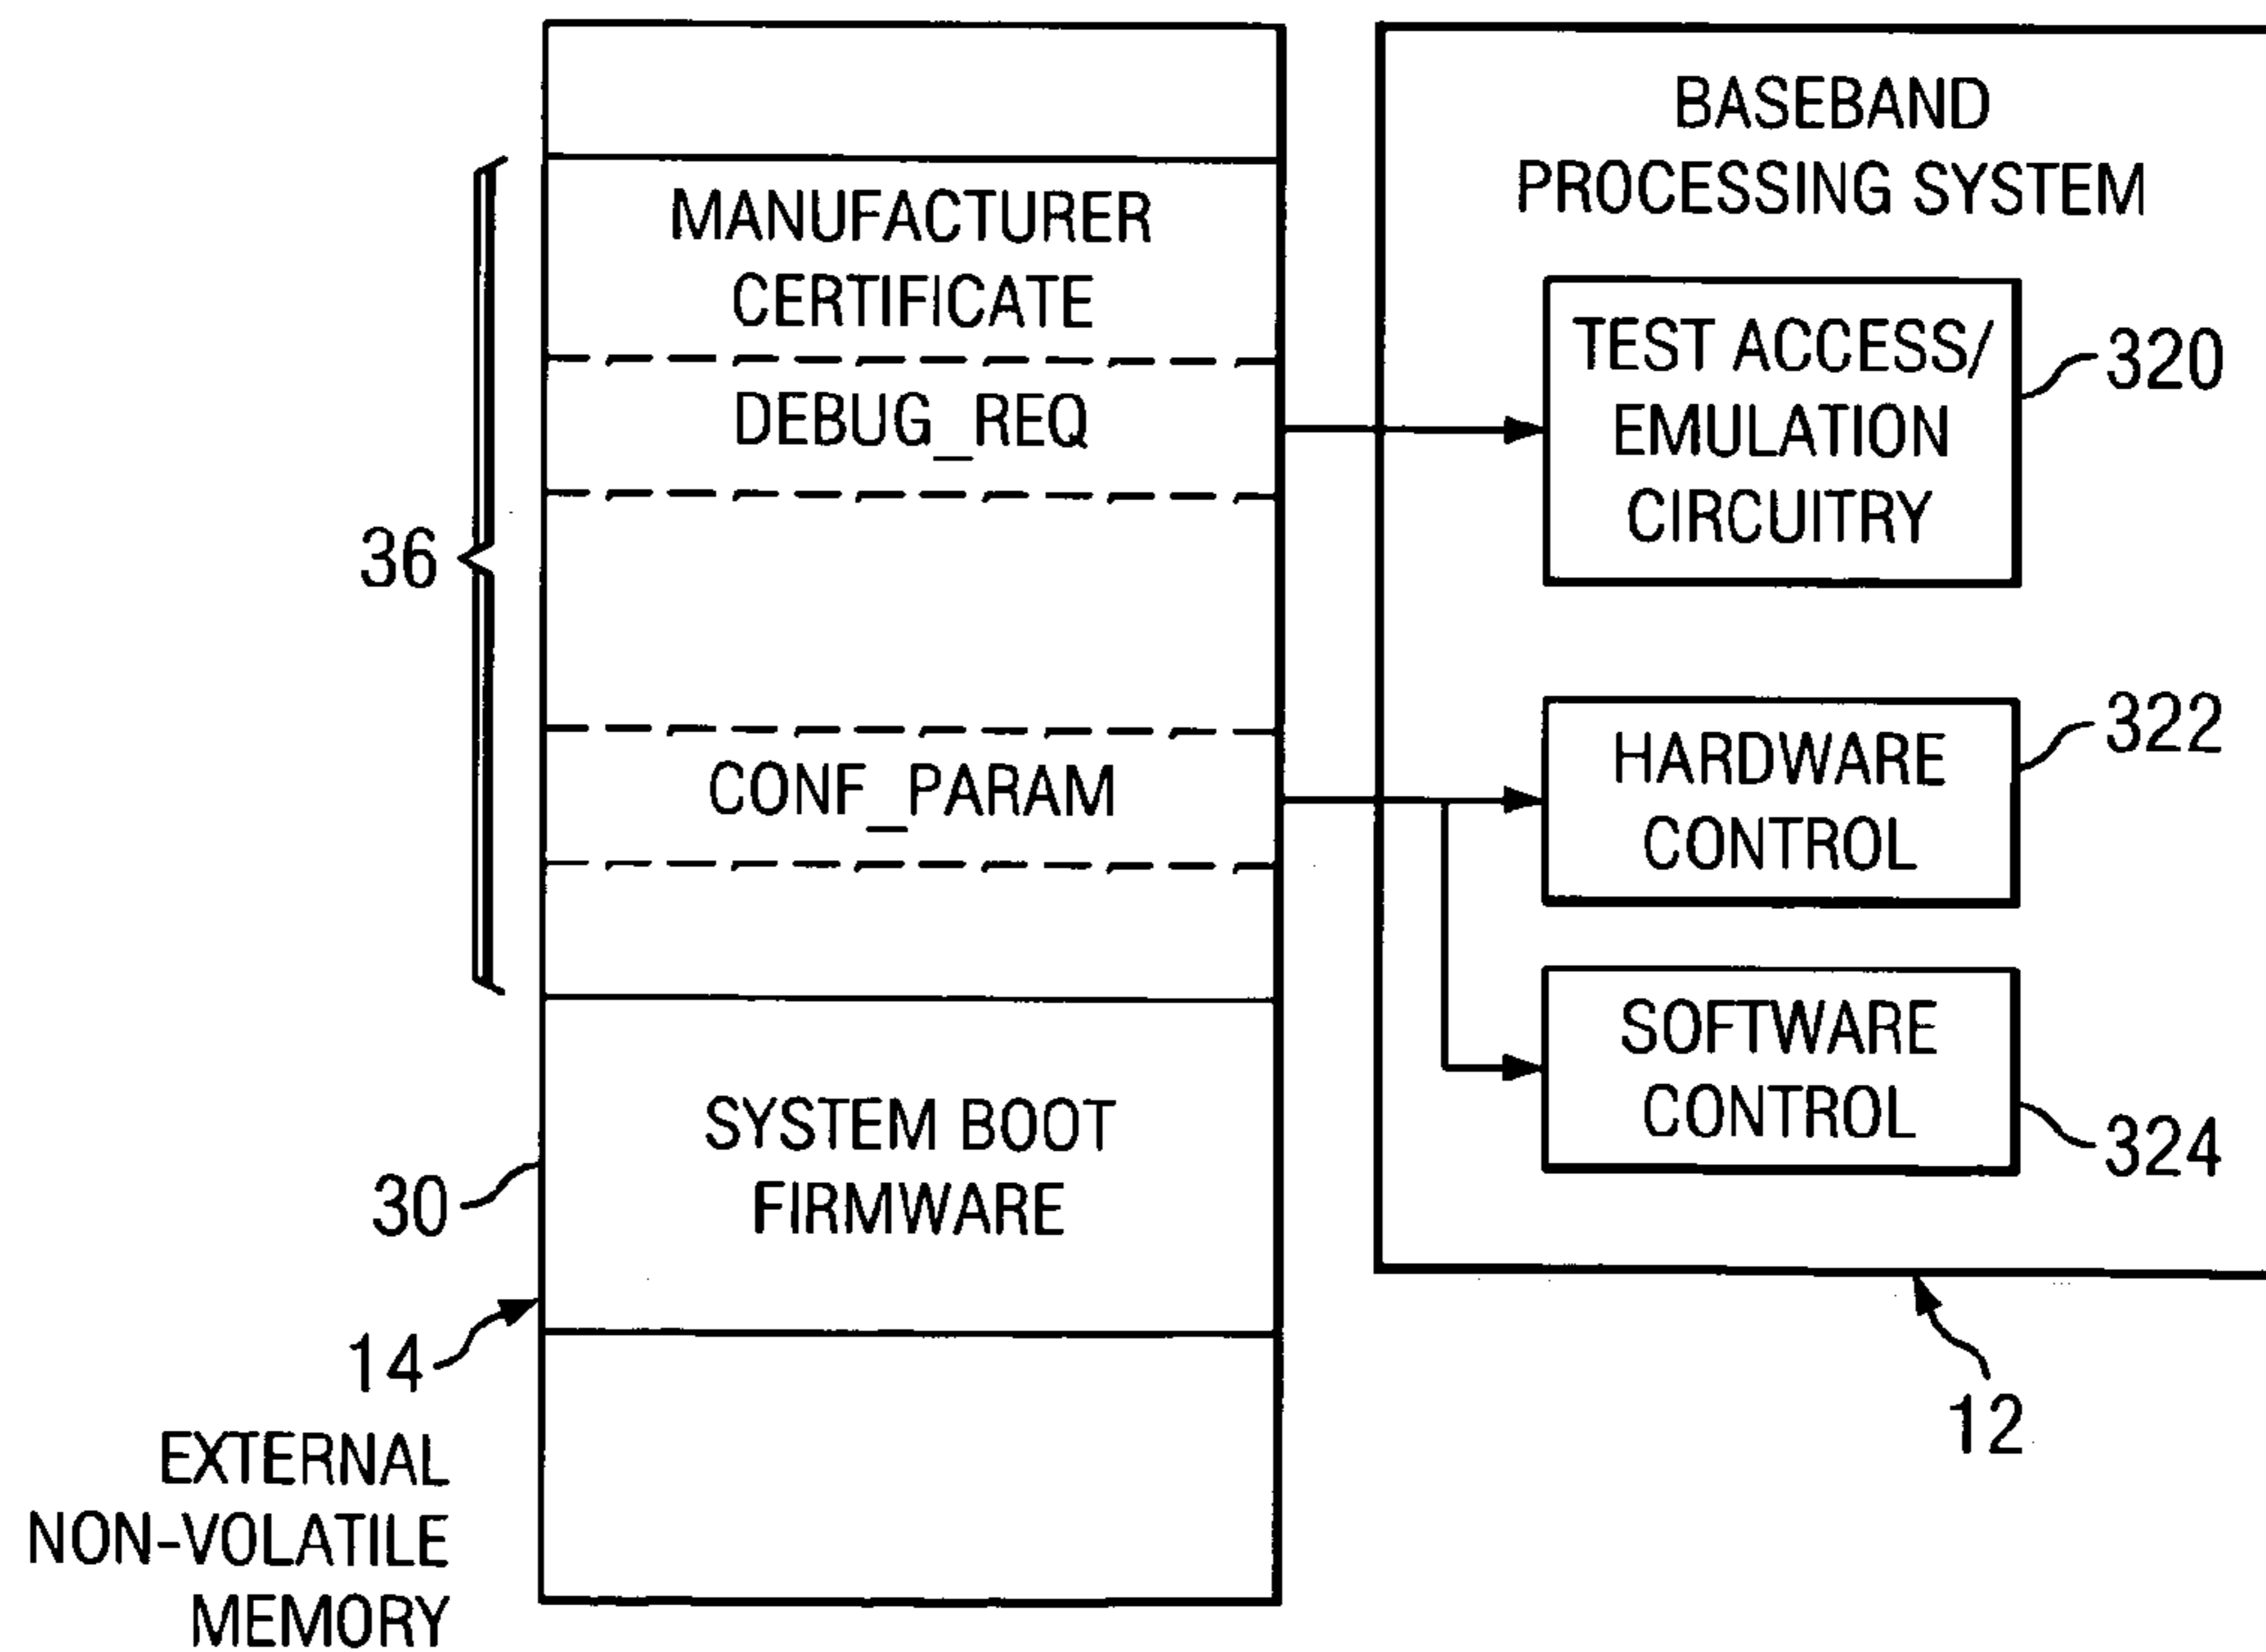 MANUFACTURER
CERTIFICATE
DEBUG_REQ
36
CONF_PARAM
SYSTEM BOOT
FIRMWARE
30
14
EXTERNAL
NON-VOLATILE
MEMORY
BASEBAND
PROCESSING SYSTEM
TEST ACCESS/
EMULATION
CIRCUITRY
320
HARDWARE
CONTROL
322
SOFTWARE
CONTROL
324
12